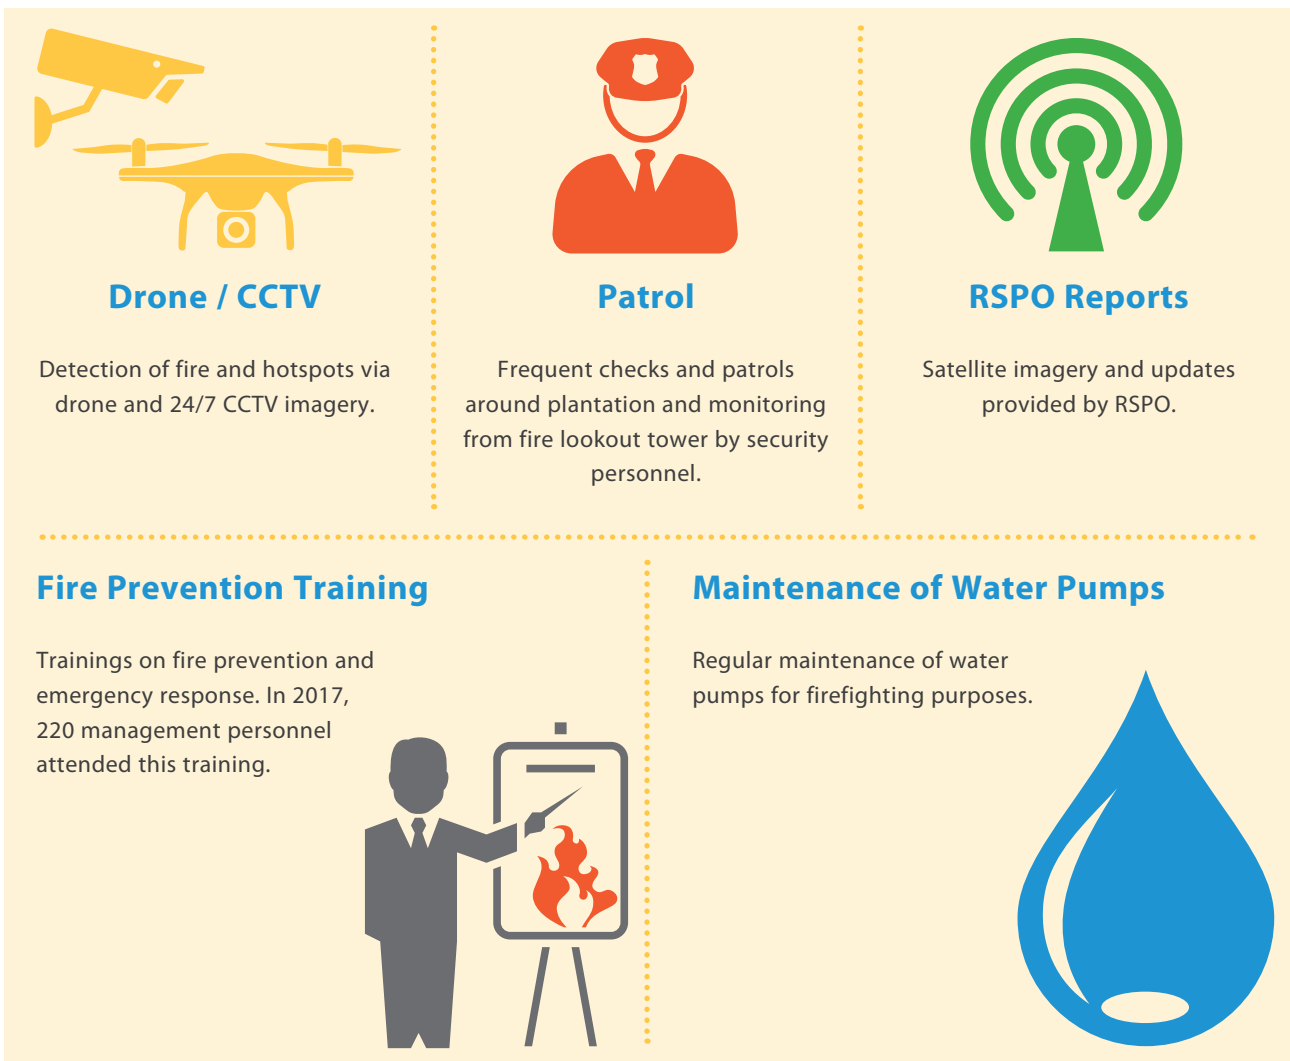 Drone / CCTV
Detection of fire and hotspots via
drone and 24/7 CCTV imagery.
Patrol
Frequent checks and patrols
around plantation and monitoring
from fire lookout tower by security
personnel.
RSPO Reports
Satellite imagery and updates
provided by RSPO.
Fire Prevention Training
Trainings on fire prevention and
emergency response. In 2017,
220 management personnel
attended this training.
Maintenance of Water Pumps
Regular maintenance of water
pumps for firefighting purposes.